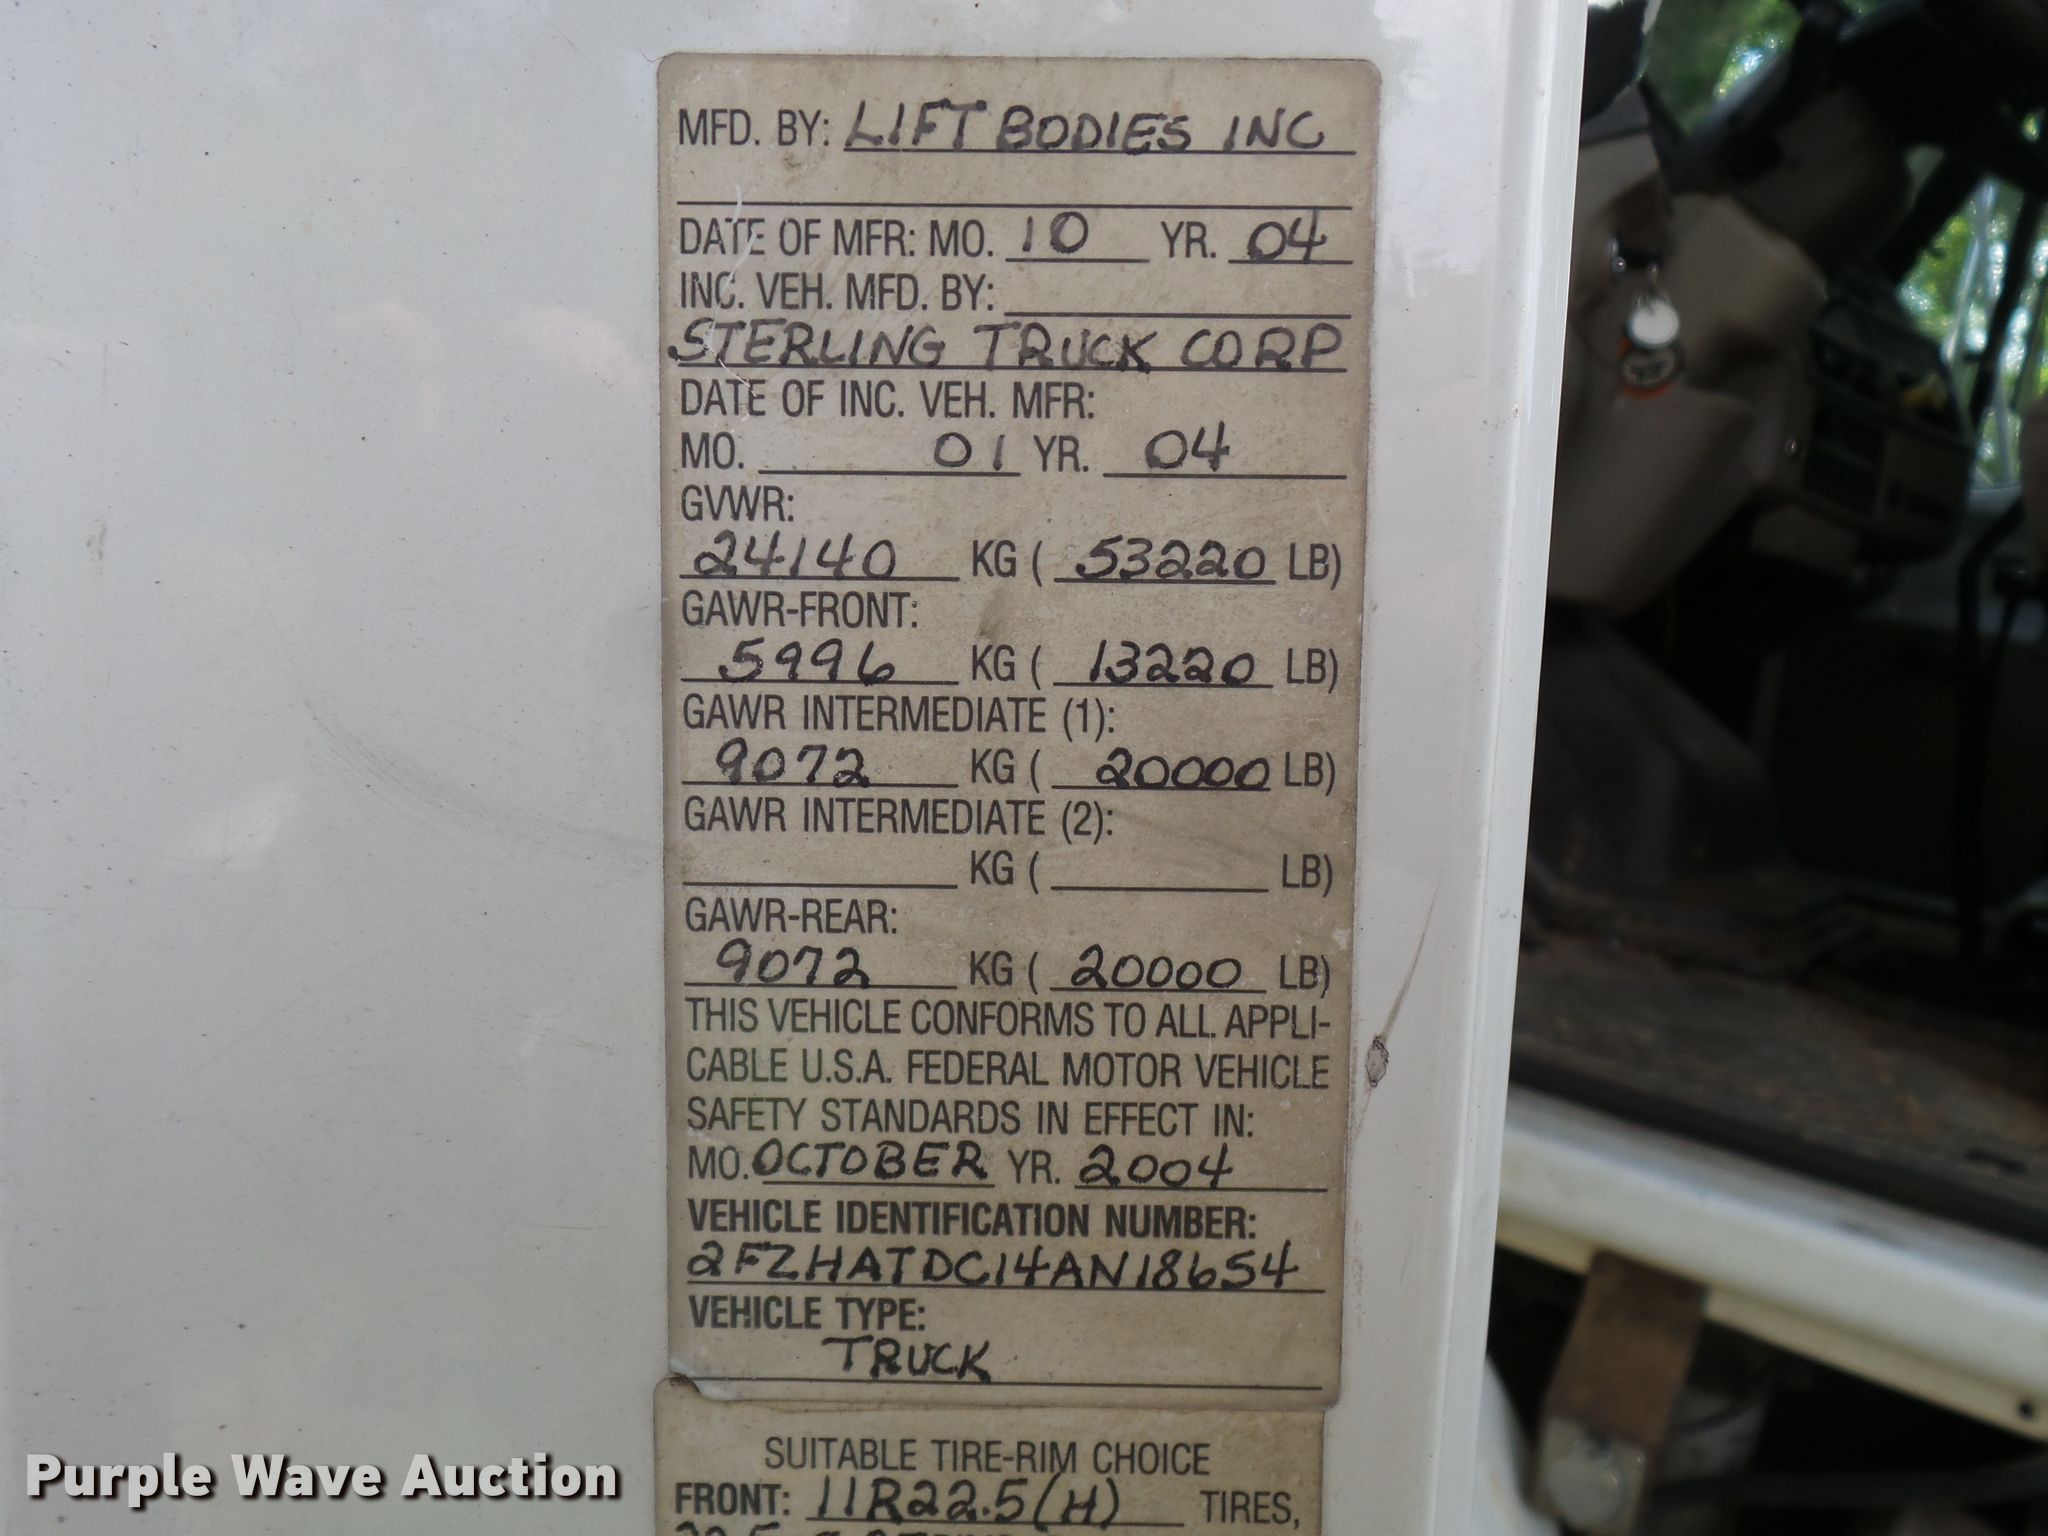 MFD. BY: LIFT BODIES INC
DATE OF MFR: MO. 10 YR. 04
INC. VEH. MFD. BY:
STERLING TRUCK CORP
DATE OF INC. VEH. MFR:
MO. 01 YR. 04
GVWR:
24140 KG ( 53220 LB)
GAWR-FRONT:
5996 KG ( 13220 LB)
GAWR INTERMEDIATE (1):
9072 KG ( 20000 LB)
GAWR INTERMEDIATE (2):
KG ( LB)
GAWR-REAR:
9072 KG ( 20000 LB)
THIS VEHICLE CONFORMS TO ALL APPLI-
CABLE U.S.A. FEDERAL MOTOR VEHICLE
SAFETY STANDARDS IN EFFECT IN:
MO. OCTOBER YR. 2004
VEHICLE IDENTIFICATION NUMBER:
2FZHATDC14AN18654
VEHICLE TYPE:
TRUCK
SUITABLE TIRE-RIM CHOICE
FRONT: 11R22.5(H) TIRES,
Purple Wave Auction